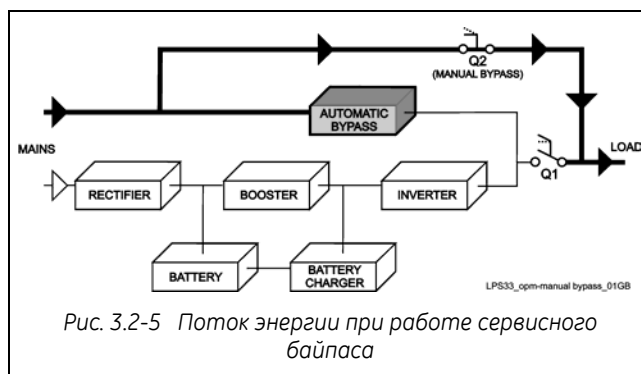 Q2
(MANUAL BYPASS)
AUTOMATIC
BYPASS
MAINS
LOAD
Q1
RECTIFIER
BOOSTER
INVERTER
BATTERY
BATTERY
CHARGER
LPS33_opm-manual bypass_01GB
Рис. 3.2-5 Поток энергии при работе сервисного
байпаса